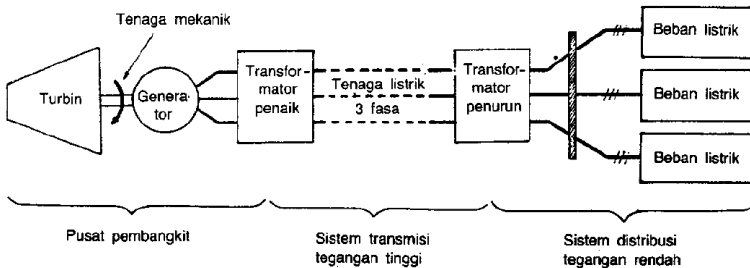 Tenaga mekanik
Turbin
Genera-
tor
Transfor-
mator
penaik
Tenaga listrik
3 fasa
Transfor-
mator
penurun
Beban listrik
Beban listrik
Beban listrik
Pusat pembangkit
Sistem transmisi
tegangan tinggi
Sistem distribusi
tegangan rendah